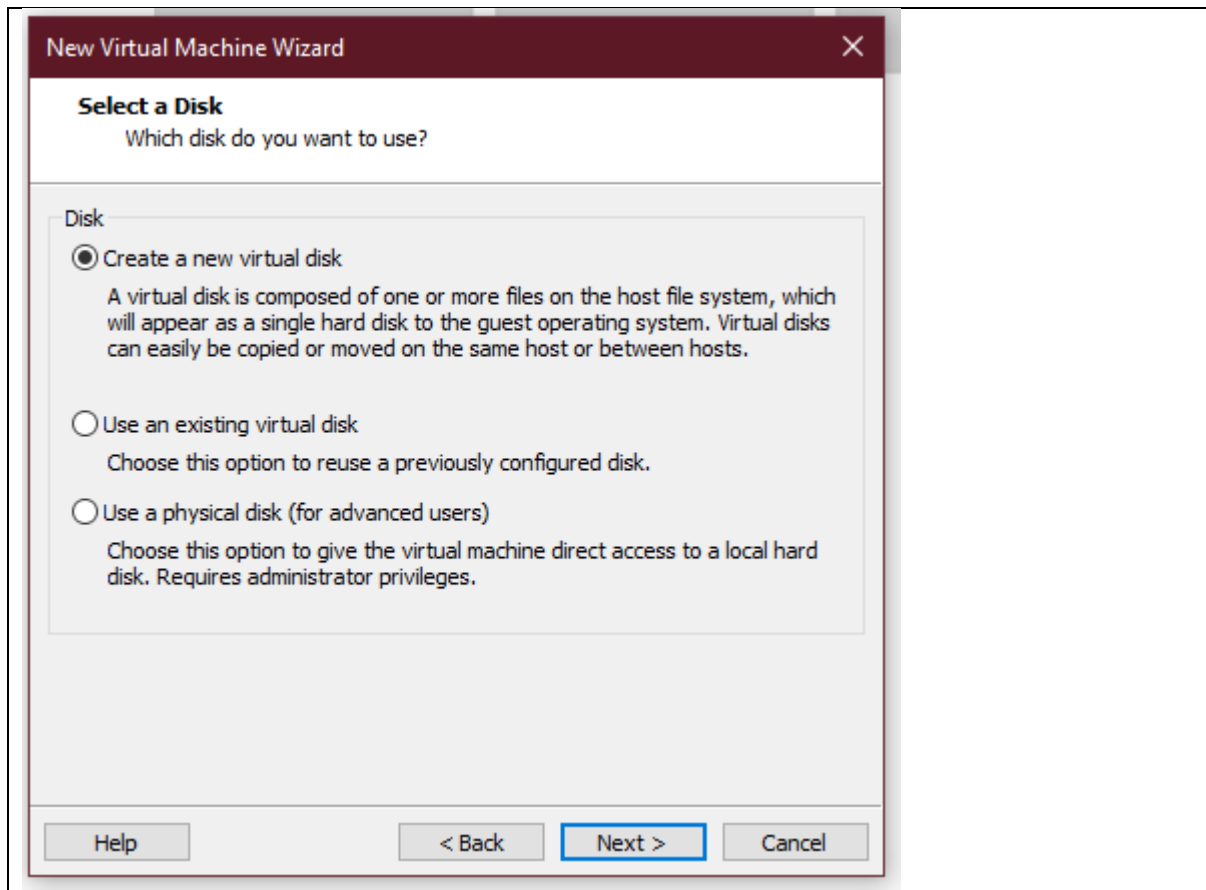 New Virtual Machine Wizard
Select a Disk
Which disk do you want to use?
Disk
Create a new virtual disk
A virtual disk is composed of one or more files on the host file system, which
will appear as a single hard disk to the guest operating system. Virtual disks
can easily be copied or moved on the same host or between hosts.
Use an existing virtual disk
Choose this option to reuse a previously configured disk.
Use a physical disk (for advanced users)
Choose this option to give the virtual machine direct access to a local hard
disk. Requires administrator privileges.
Help
< Back
Next >
Cancel